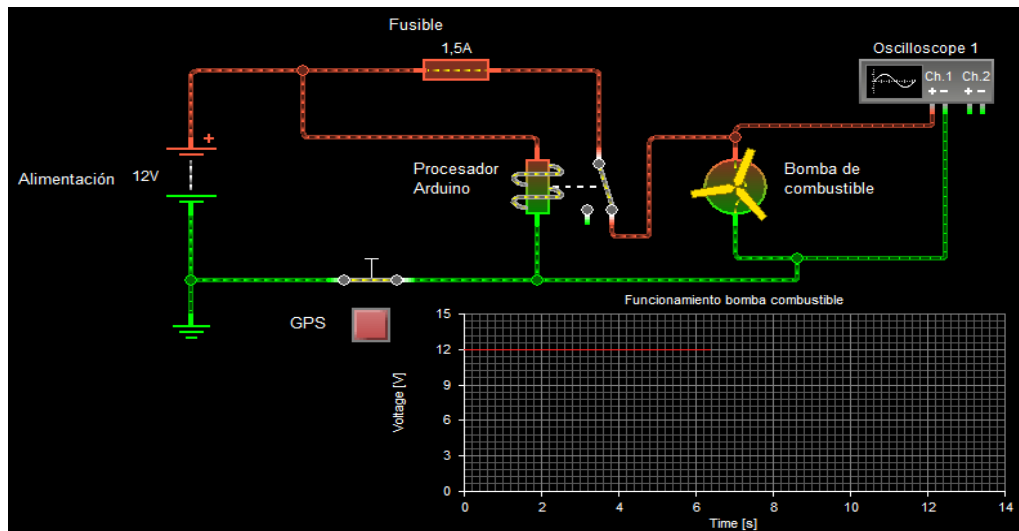 Fusible
1,5A
Oscilloscope 1
Ch.1 Ch.2
+ − + −
+
Alimentación 12V
Procesador
Arduino
Bomba de
combustible
GPS
Funcionamiento bomba combustible
15
12
9
6
3
0
Voltage [V]
0 2 4 6 8 10 12 14
Time [s]